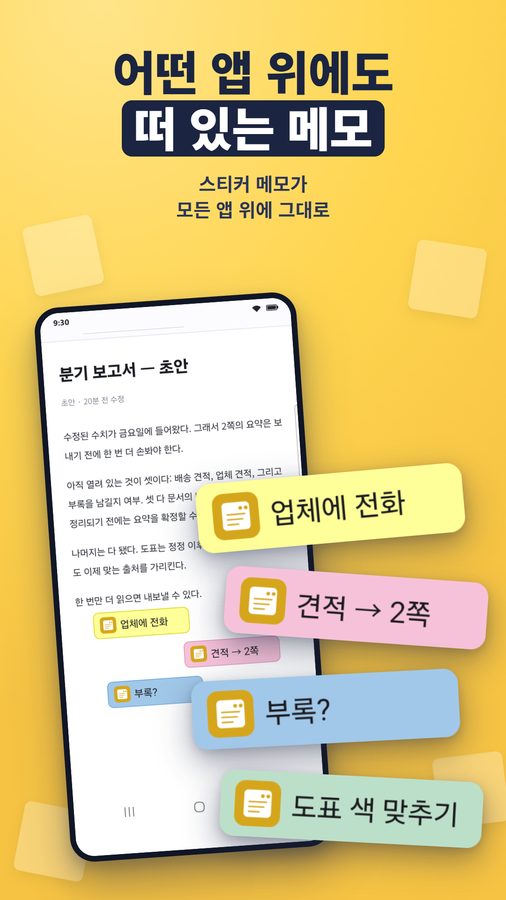 어떤 앱 위에도
떠 있는 메모
스티커 메모가
모든 앱 위에 그대로
9:30
분기 보고서 — 초안
초안 · 20분 전 수정
수정된 수치가 금요일에 들어왔다. 그래서 2쪽의 요약은 보
내기 전에 한 번 더 손봐야 한다.
아직 열려 있는 것이 셋이다: 배송 견적, 업체 견적, 그리고
부록을 남길지 여부. 셋 다 문서의
정리되기 전에는 요약을 확정할 수
나머지는 다 됐다. 도표는 정정 이후
도 이제 맞는 출처를 가리킨다.
한 번만 더 읽으면 내보낼 수 있다.
업체에 전화
견적 → 2쪽
부록?
업체에 전화
견적 → 2쪽
부록?
도표 색 맞추기